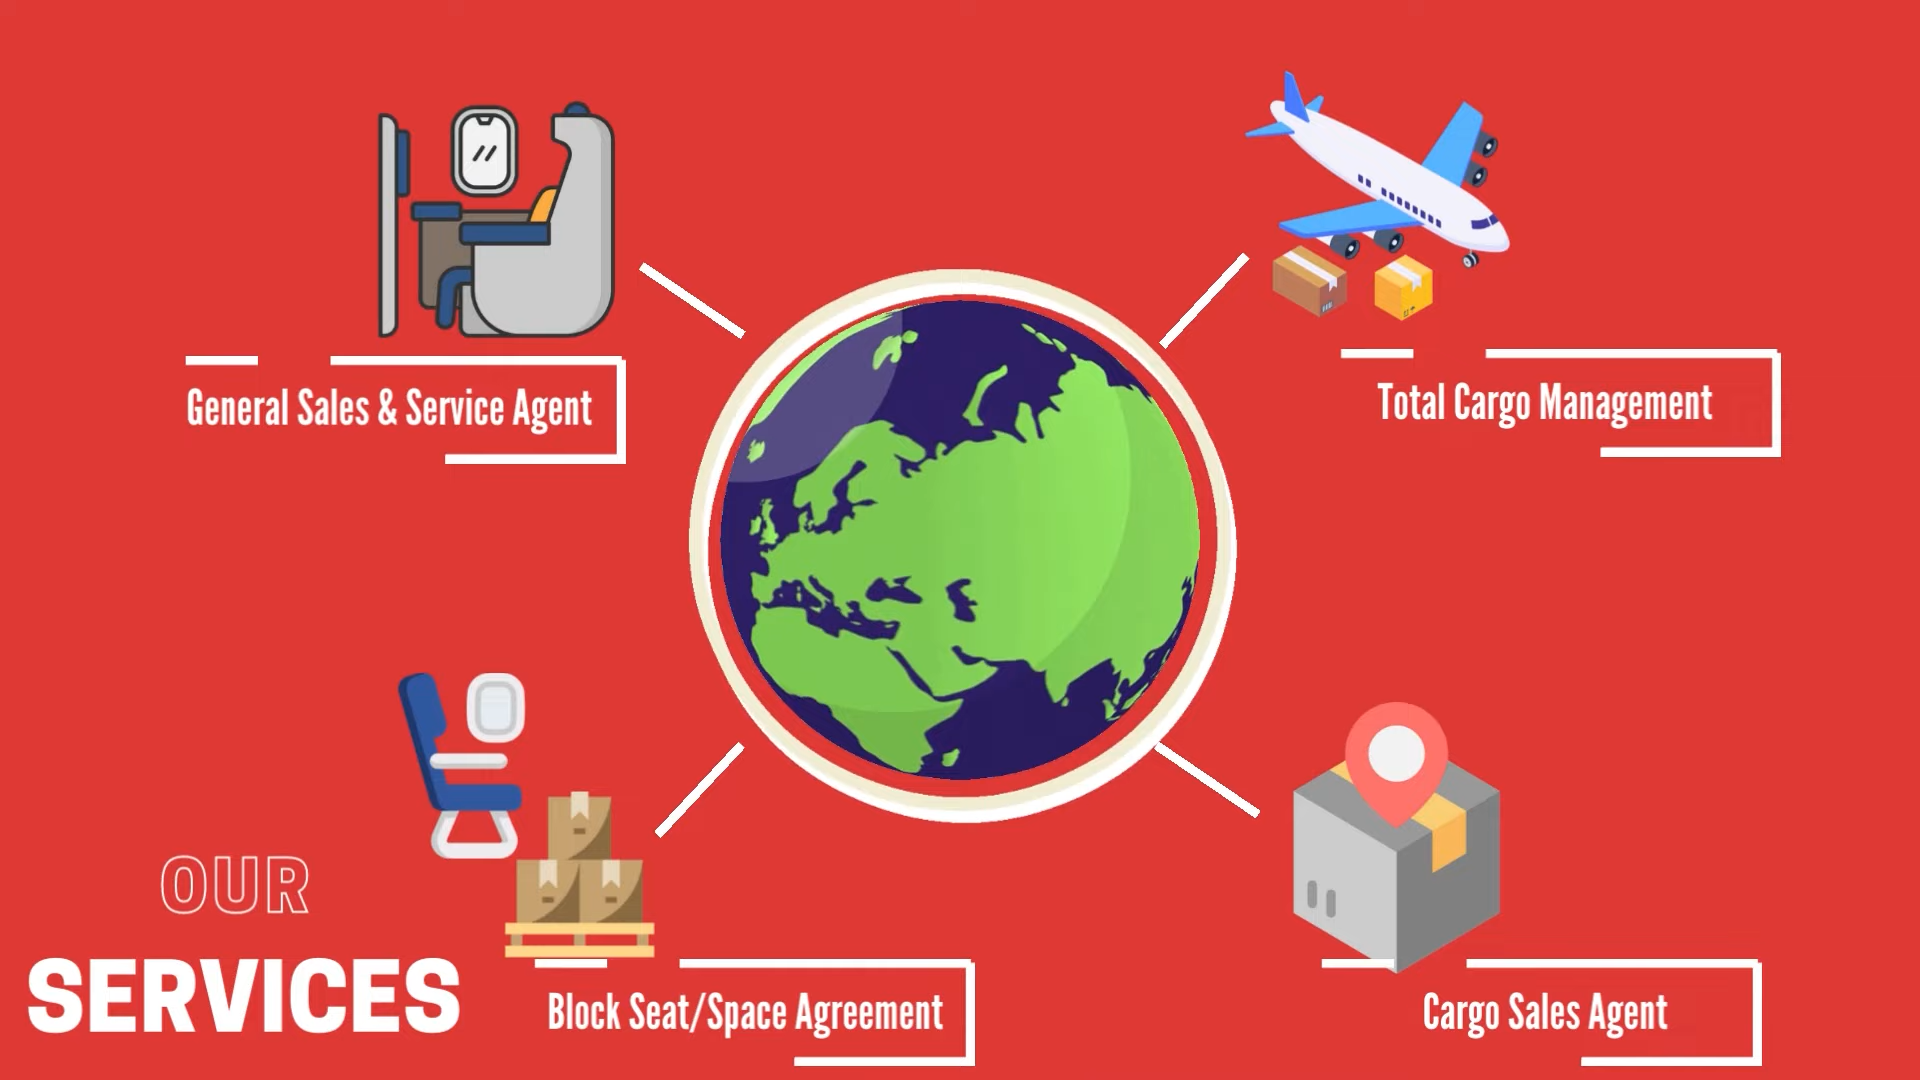 General Sales & Service Agent
Total Cargo Management
OUR
SERVICES
Block Seat/Space Agreement
Cargo Sales Agent